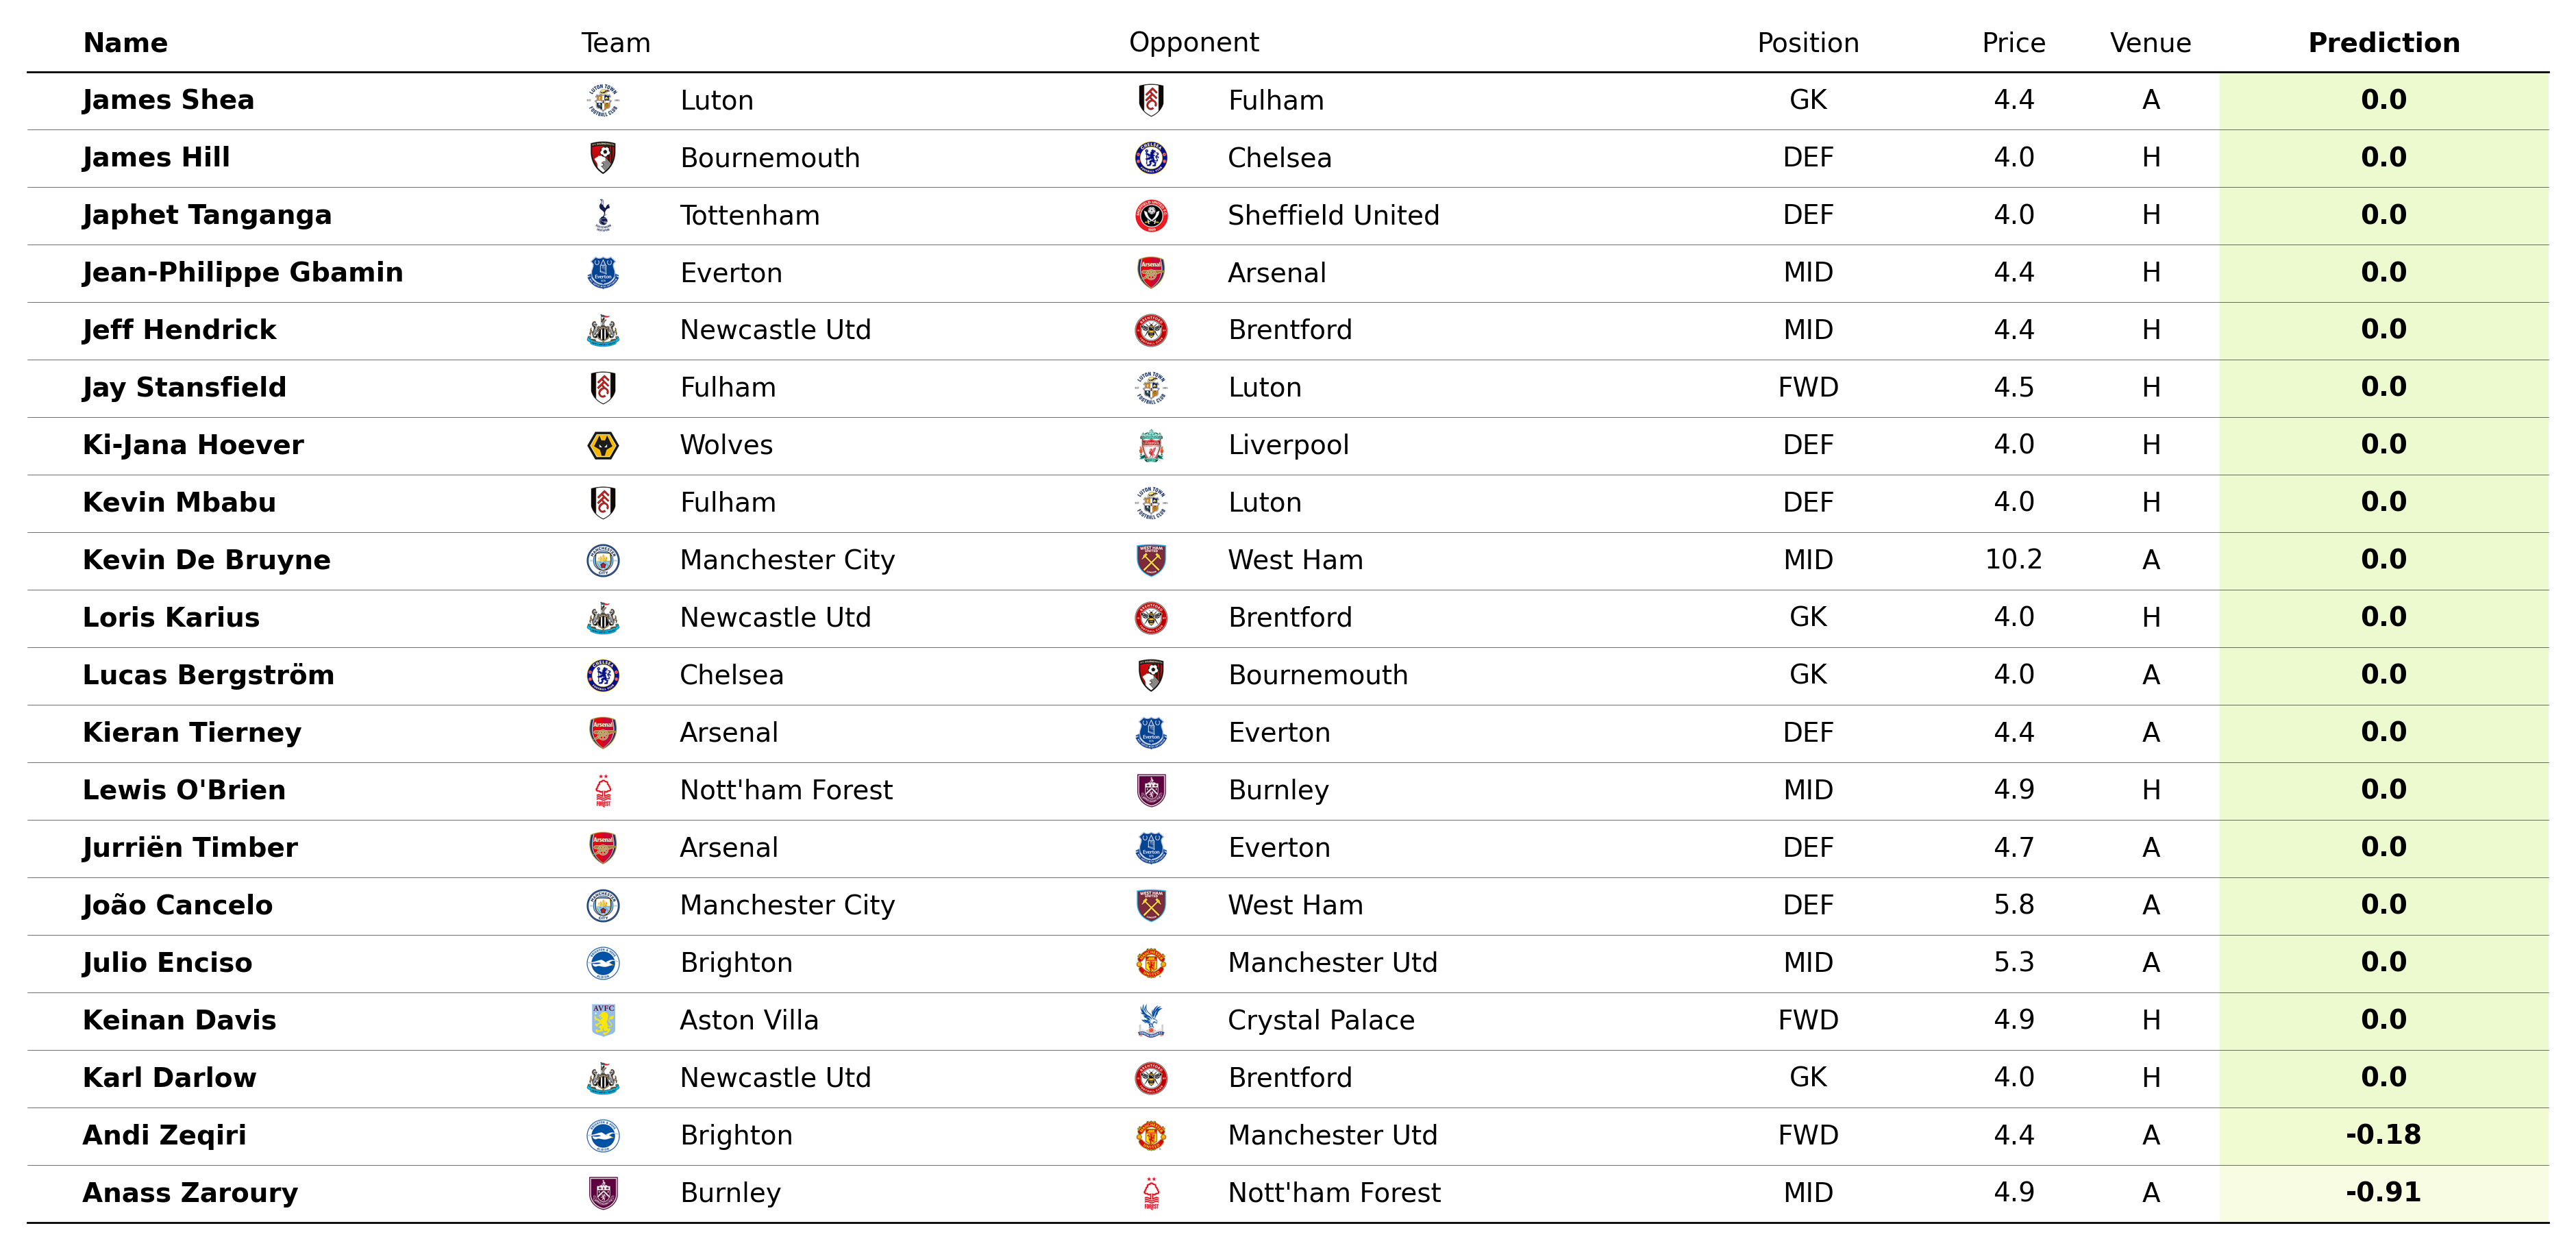 Name Team Opponent Position Price Venue Prediction
James Shea Luton Fulham GK 4.4 A 0.0
James Hill Bournemouth Chelsea DEF 4.0 H 0.0
Japhet Tanganga Tottenham Sheffield United DEF 4.0 H 0.0
Jean-Philippe Gbamin Everton Arsenal MID 4.4 H 0.0
Jeff Hendrick Newcastle Utd Brentford MID 4.4 H 0.0
Jay Stansfield Fulham Luton FWD 4.5 H 0.0
Ki-Jana Hoever Wolves Liverpool DEF 4.0 H 0.0
Kevin Mbabu Fulham Luton DEF 4.0 H 0.0
Kevin De Bruyne Manchester City West Ham MID 10.2 A 0.0
Loris Karius Newcastle Utd Brentford GK 4.0 H 0.0
Lucas Bergström Chelsea Bournemouth GK 4.0 A 0.0
Kieran Tierney Arsenal Everton DEF 4.4 A 0.0
Lewis O'Brien Nott'ham Forest Burnley MID 4.9 H 0.0
Jurriën Timber Arsenal Everton DEF 4.7 A 0.0
João Cancelo Manchester City West Ham DEF 5.8 A 0.0
Julio Enciso Brighton Manchester Utd MID 5.3 A 0.0
Keinan Davis Aston Villa Crystal Palace FWD 4.9 H 0.0
Karl Darlow Newcastle Utd Brentford GK 4.0 H 0.0
Andi Zeqiri Brighton Manchester Utd FWD 4.4 A -0.18
Anass Zaroury Burnley Nott'ham Forest MID 4.9 A -0.91